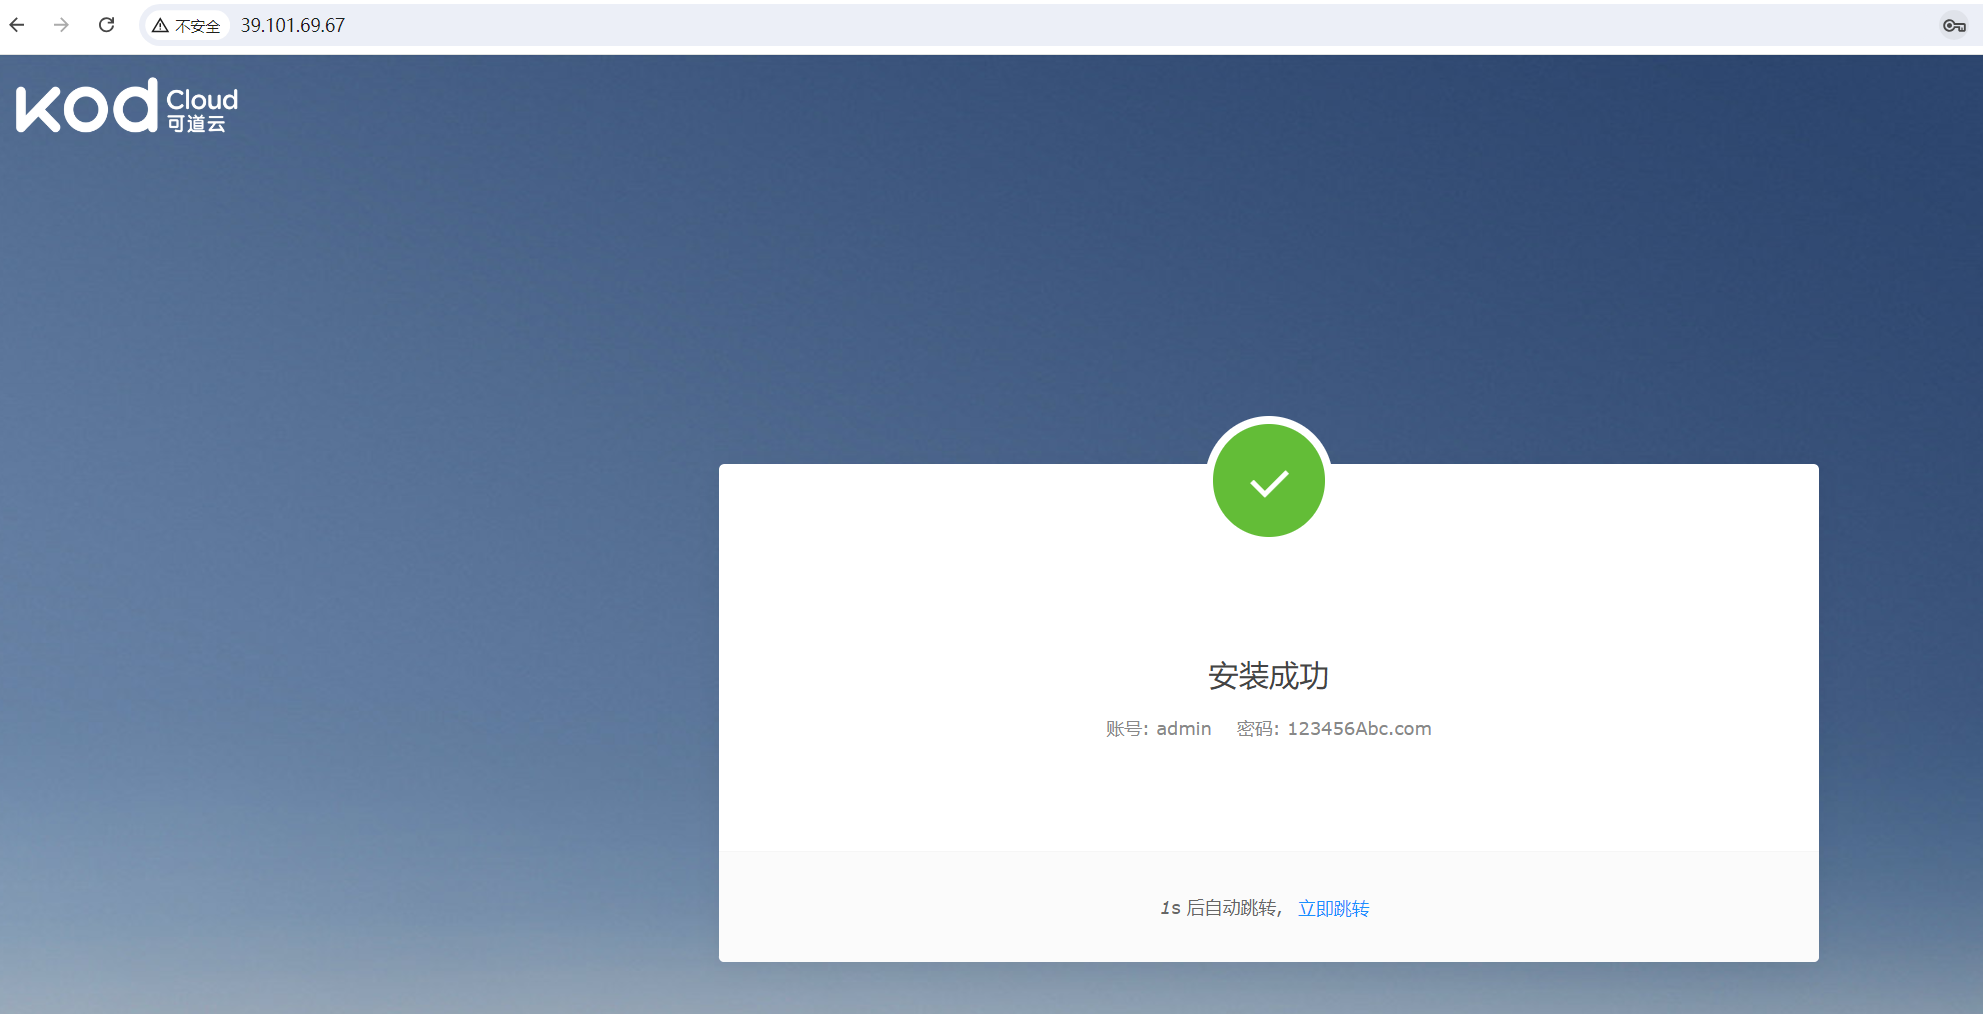 不安全 39.101.69.67
kod Cloud
可道云
安装成功
账号: admin 密码: 123456Abc.com
1s 后自动跳转, 立即跳转